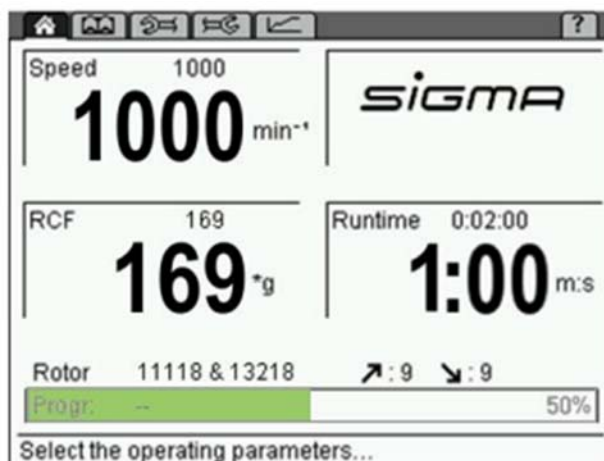 ?
Speed 1000
1000 min⁻¹
sigma
RCF 169
169 *g
Runtime 0:02:00
1:00 m:s
Rotor 11118 & 13218 ↗: 9 ↘: 9
Progr: -- 50%
Select the operating parameters...